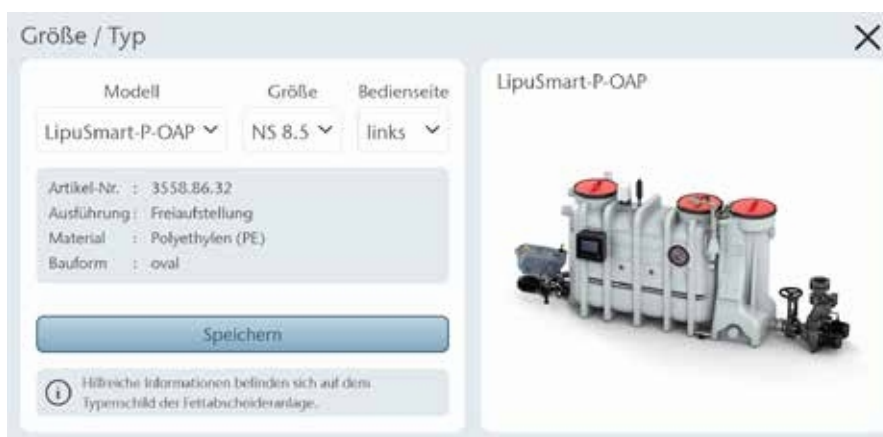 Größe / Typ
Modell Größe Bedienseite
LipuSmart-P-OAP NS 8.5 links
Artikel-Nr. : 3558.86.32
Ausführung : Freiaufstellung
Material : Polyethylen (PE)
Bauform : oval
Speichern
Hilfreiche Informationen befinden sich auf dem
Typenschild der Fettabscheideranlage.
LipuSmart-P-OAP